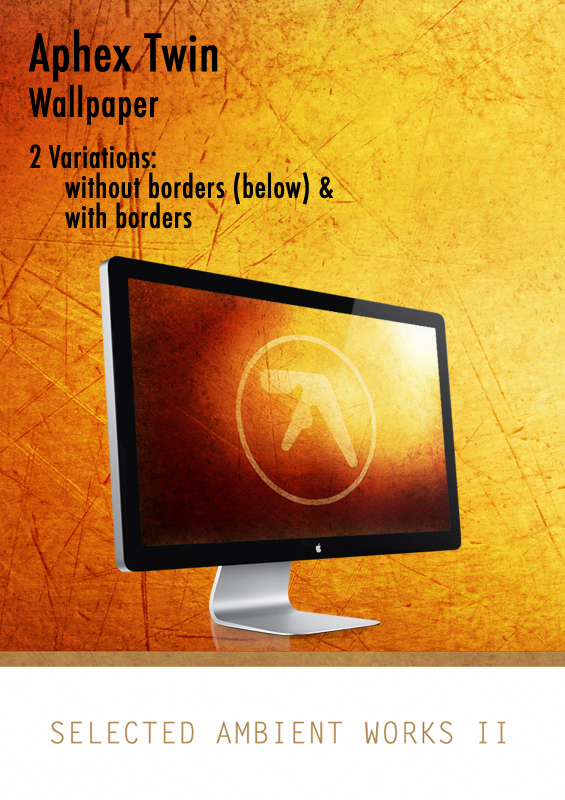 Aphex Twin
Wallpaper
2 Variations:
without borders (below) &
with borders
SELECTED AMBIENT WORKS II